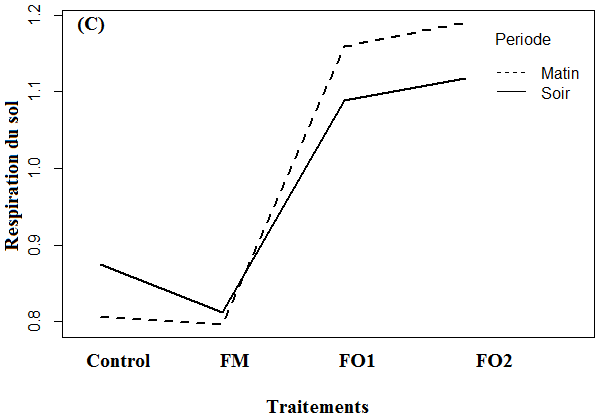 (C)
Respiration du sol
1.2
1.1
1.0
0.9
0.8
Periode
Matin
Soir
Control FM FO1 FO2
Traitements